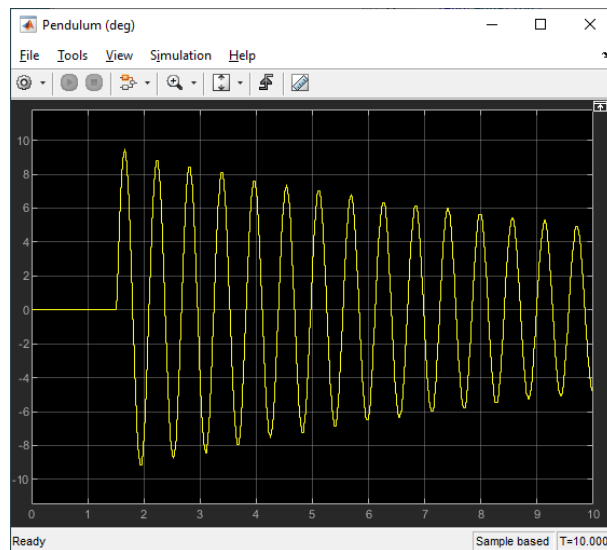 Pendulum (deg)
File Tools View Simulation Help
10
8
6
4
2
0
-2
-4
-6
-8
-10
0 1 2 3 4 5 6 7 8 9 10
Ready Sample based T=10.000